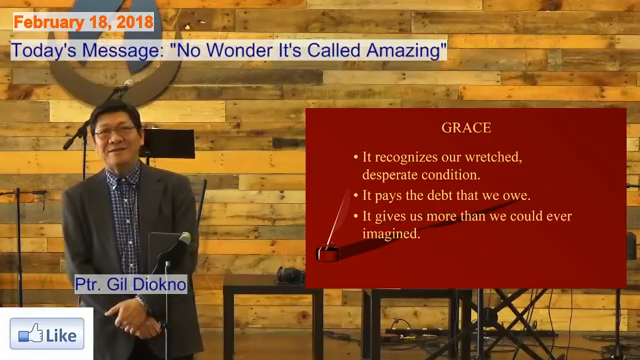 February 18, 2018
Today's Message: "No Wonder It's Called Amazing"
GRACE
• It recognizes our wretched,
desperate condition.
• It pays the debt that we owe.
• It gives us more than we could ever
imagined.
Ptr. Gil Diokno
Like